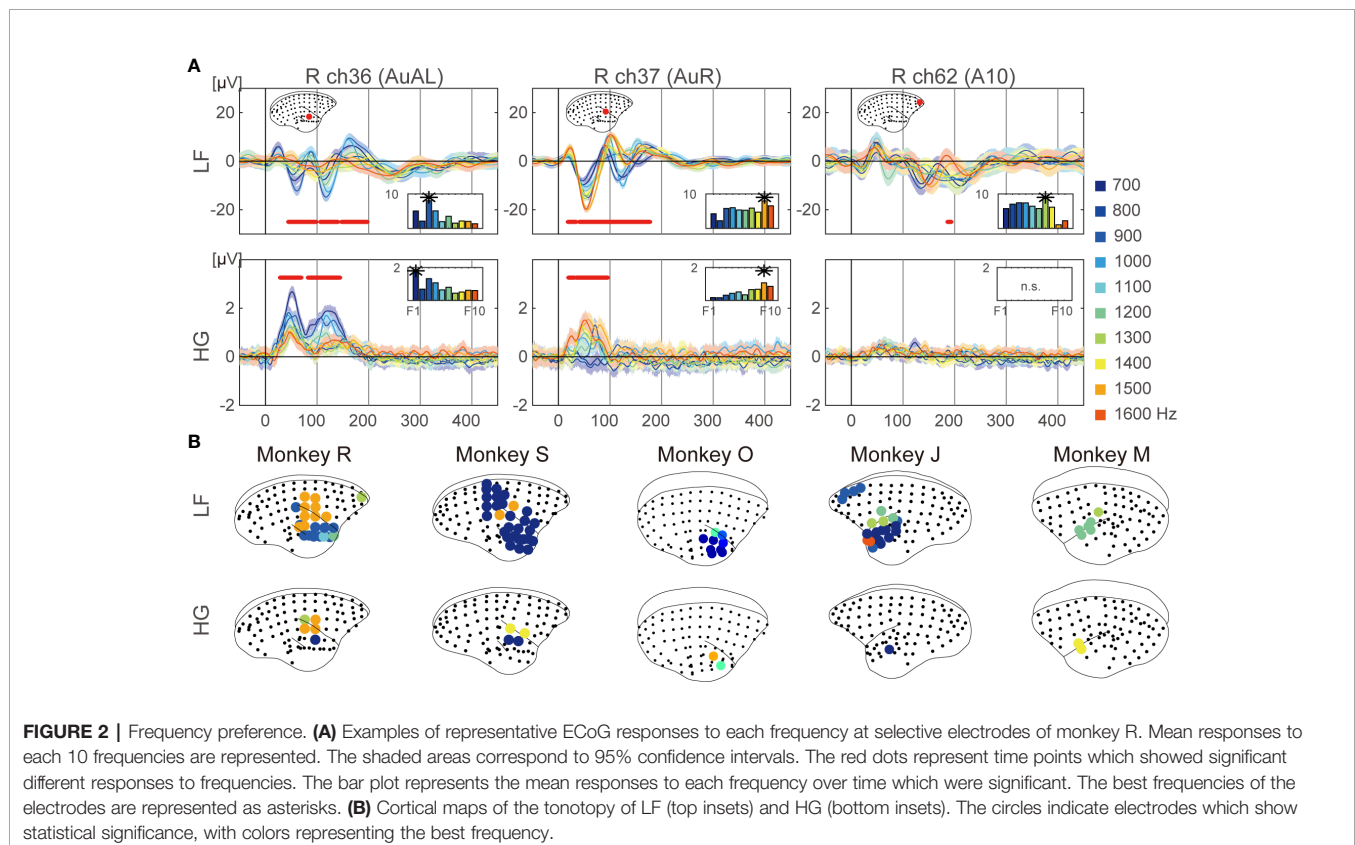 A
[µV]
R ch36 (AuAL)
R ch37 (AuR)
R ch62 (A10)
LF
20
0
-20
10
20
0
-20
10
20
0
-20
10
[µV]
HG
2
0
-2
2
F1
F10
2
0
-2
2
F1
F10
2
0
-2
2
n.s.
F1
F10
0 100 200 300 400
0 100 200 300 400
0 100 200 300 400
700
800
900
1000
1100
1200
1300
1400
1500
1600 Hz
B
Monkey R
Monkey S
Monkey O
Monkey J
Monkey M
LF
HG
FIGURE 2 | Frequency preference. (A) Examples of representative ECoG responses to each frequency at selective electrodes of monkey R. Mean responses to
each 10 frequencies are represented. The shaded areas correspond to 95% confidence intervals. The red dots represent time points which showed significant
different responses to frequencies. The bar plot represents the mean responses to each frequency over time which were significant. The best frequencies of the
electrodes are represented as asterisks. (B) Cortical maps of the tonotopy of LF (top insets) and HG (bottom insets). The circles indicate electrodes which show
statistical significance, with colors representing the best frequency.